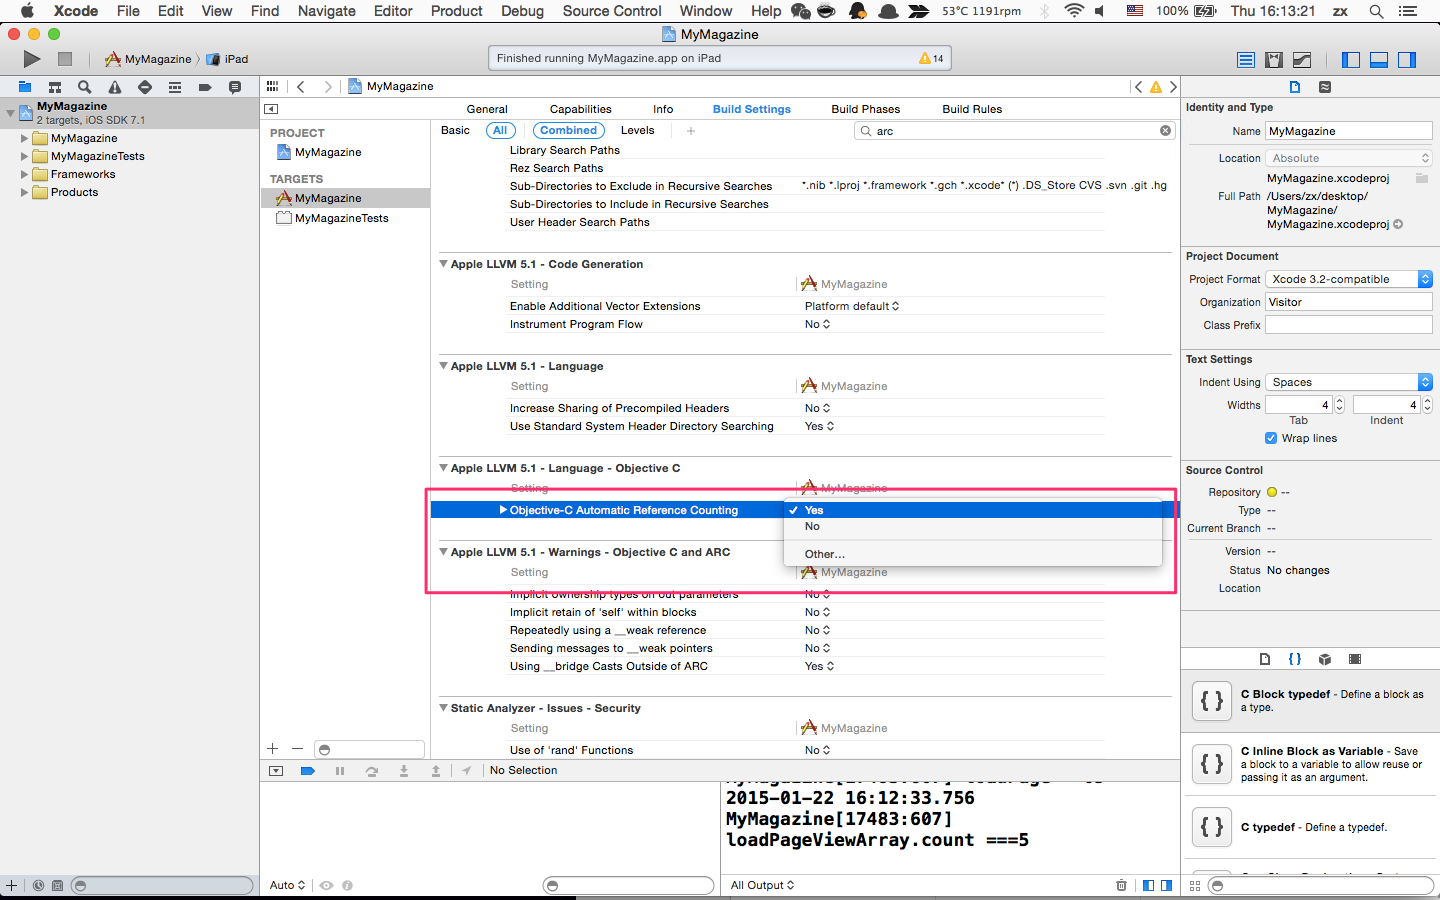 Xcode File Edit View Find Navigate Editor Product Debug Source Control Window Help 53°C 1191rpm 100% Thu 16:13:21 zx
MyMagazine
MyMagazine iPad
Finished running MyMagazine.app on iPad 14
MyMagazine
2 targets, iOS SDK 7.1
MyMagazine
MyMagazineTests
Frameworks
Products
MyMagazine
General Capabilities Info Build Settings Build Phases Build Rules
PROJECT
MyMagazine
TARGETS
MyMagazine
MyMagazineTests
Basic All Combined Levels arc
Library Search Paths
Rez Search Paths
Sub-Directories to Exclude in Recursive Searches *.nib *.lproj *.framework *.gch *.xcode* (*) .DS_Store CVS .svn .git .hg
Sub-Directories to Include in Recursive Searches
User Header Search Paths
Apple LLVM 5.1 - Code Generation
Setting MyMagazine
Enable Additional Vector Extensions Platform default
Instrument Program Flow No
Apple LLVM 5.1 - Language
Setting MyMagazine
Increase Sharing of Precompiled Headers No
Use Standard System Header Directory Searching Yes
Apple LLVM 5.1 - Language - Objective C
Setting MyMagazine
Objective-C Automatic Reference Counting Yes
No
Other...
Apple LLVM 5.1 - Warnings - Objective C and ARC
Setting MyMagazine
Implicit ownership types on out parameters No
Implicit retain of 'self' within blocks No
Repeatedly using a __weak reference No
Sending messages to __weak pointers No
Using __bridge Casts Outside of ARC Yes
Static Analyzer - Issues - Security
Setting MyMagazine
Use of 'rand' Functions No
No Selection
2015-01-22 16:12:33.756
MyMagazine[17483:607]
loadPageViewArray.count ===5
Auto
All Output
Identity and Type
Name MyMagazine
Location Absolute
MyMagazine.xcodeproj
Full Path /Users/zx/desktop/
MyMagazine/
MyMagazine.xcodeproj
Project Document
Project Format Xcode 3.2-compatible
Organization Visitor
Class Prefix
Text Settings
Indent Using Spaces
Widths 4 4
Tab Indent
Wrap lines
Source Control
Repository --
Type --
Current Branch --
Version --
Status No changes
Location
{ } C Block typedef - Define a block as
a type.
{ } C Inline Block as Variable - Save
a block to a variable to allow reuse or
passing it as an argument.
{ } C typedef - Define a typedef.